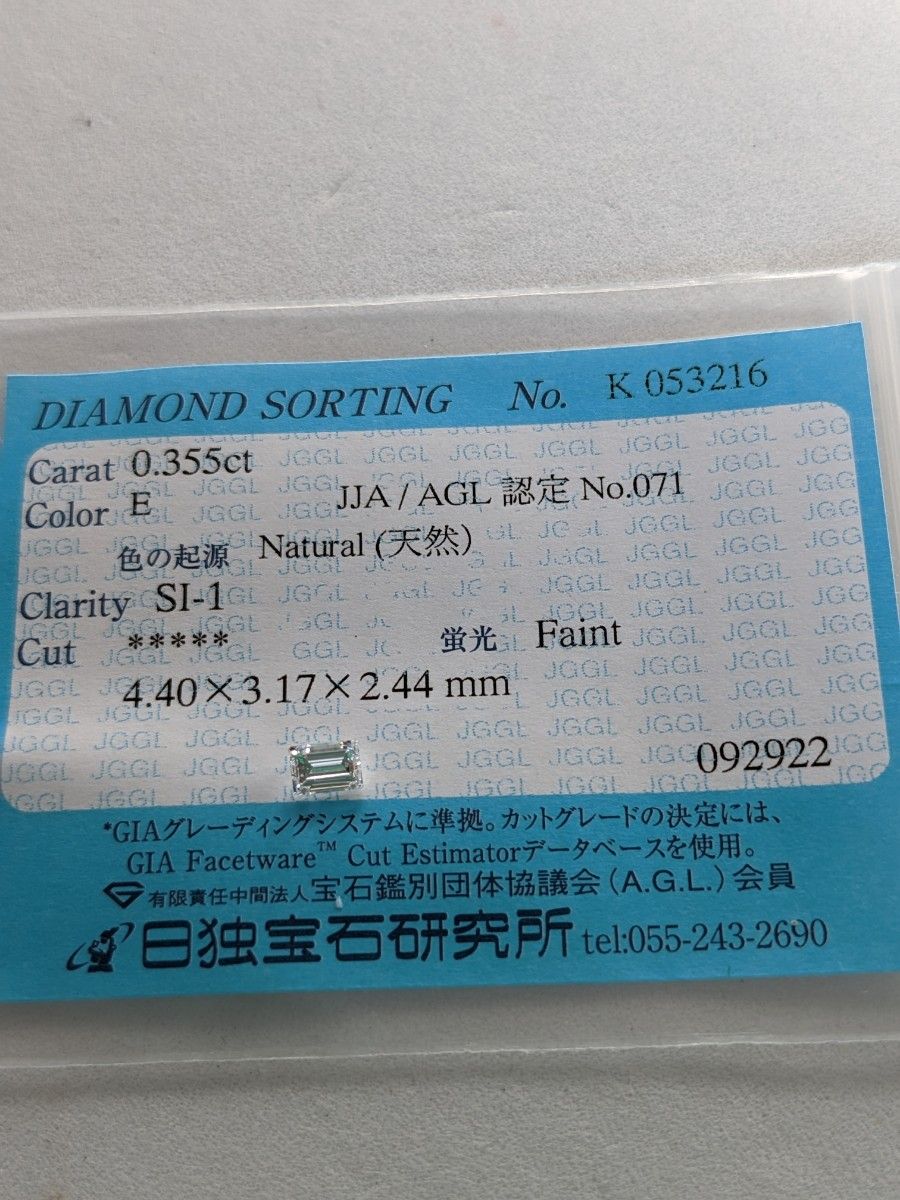 DIAMOND SORTING No. K 053216
Carat 0.355ct
Color E JJA / AGL 認定 No.071
色の起源 Natural (天然)
Clarity SI-1
Cut ***** 蛍光 Faint
4.40×3.17×2.44 mm
092922
*GIAグレーディングシステムに準拠。カットグレードの決定には、
GIA Facetware™ Cut Estimatorデータベースを使用。
有限責任中間法人宝石鑑別団体協議会(A.G.L.)会員
日独宝石研究所 tel:055-243-2690